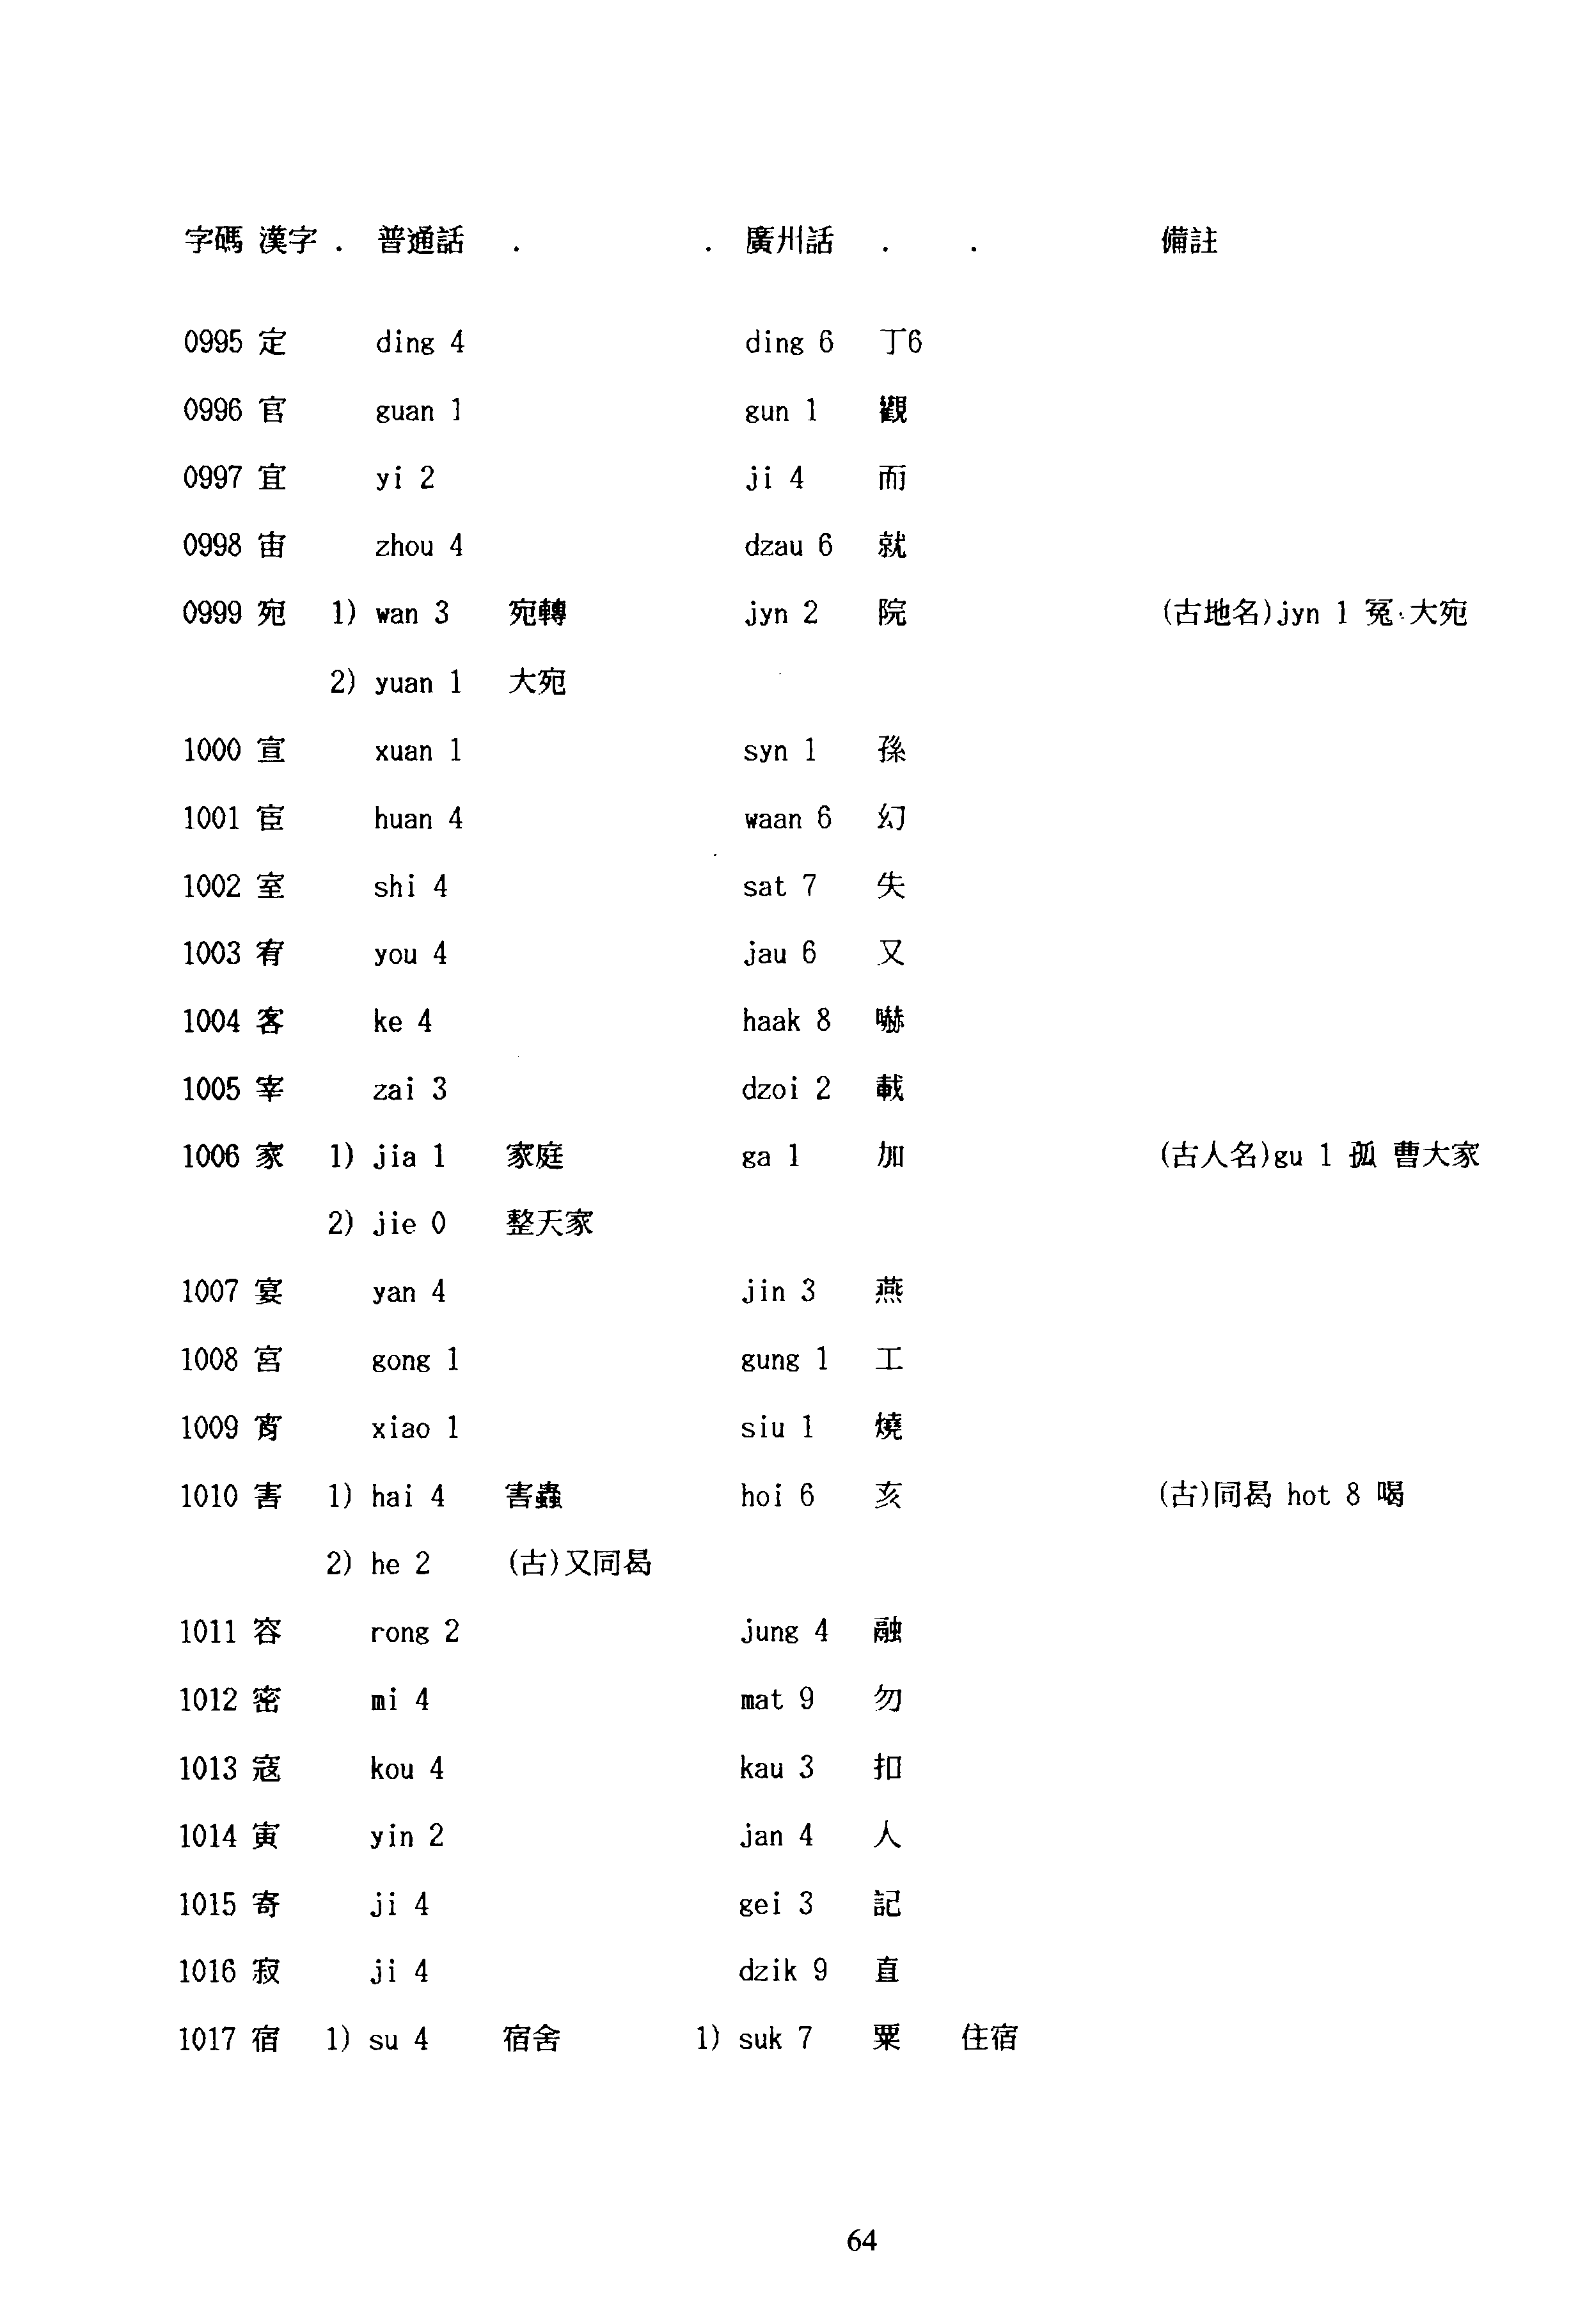 字碼 漢字 . 普通話 . . 廣州話 . . 備註
0995 定 ding 4 ding 6 丁6
0996 官 guan 1 gun 1 觀
0997 宜 yi 2 ji 4 而
0998 宙 zhou 4 dzau 6 就
0999 宛 1) wan 3 宛轉 jyn 2 院 (古地名)jyn 1 冤:大宛
2) yuan 1 大宛
1000 宣 xuan 1 syn 1 孫
1001 宦 huan 4 waan 6 幻
1002 室 shi 4 sat 7 失
1003 宥 you 4 jau 6 又
1004 客 ke 4 haak 8 嚇
1005 宰 zai 3 dzoi 2 載
1006 家 1) jia 1 家庭 ga 1 加 (古人名)gu 1 孤 曹大家
2) jie 0 整天家
1007 宴 yan 4 jin 3 燕
1008 宮 gong 1 gung 1 工
1009 宵 xiao 1 siu 1 燒
1010 害 1) hai 4 害蟲 hoi 6 亥 (古)同曷 hot 8 喝
2) he 2 (古)又同曷
1011 容 rong 2 jung 4 融
1012 密 mi 4 mat 9 勿
1013 寇 kou 4 kau 3 扣
1014 寅 yin 2 jan 4 人
1015 寄 ji 4 gei 3 記
1016 寂 ji 4 dzik 9 直
1017 宿 1) su 4 宿舍 1) suk 7 粟 住宿
64